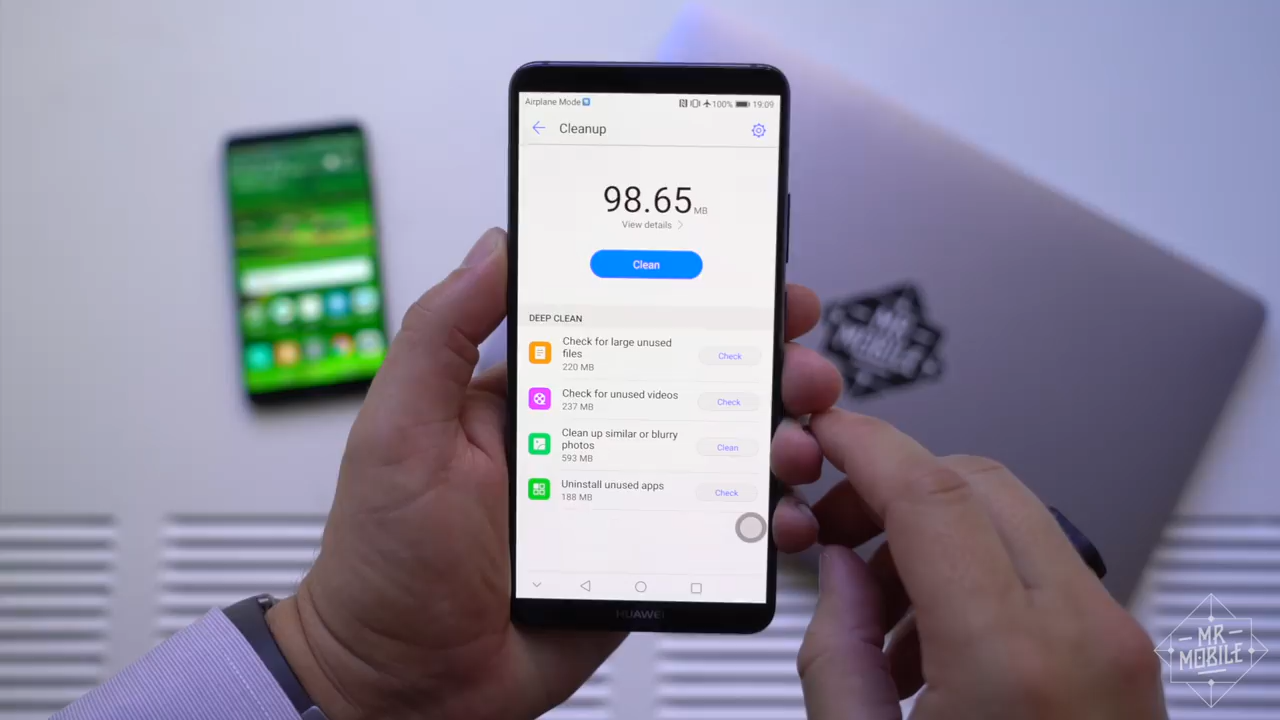 Airplane Mode
100% 19:09
Cleanup
98.65 MB
View details
Clean
DEEP CLEAN
Check for large unused
files
220 MB
Check
Check for unused videos
237 MB
Check
Clean up similar or blurry
photos
593 MB
Clean
Uninstall unused apps
188 MB
Check
HUAWEI
MR
MOBILE
MR
MOBILE